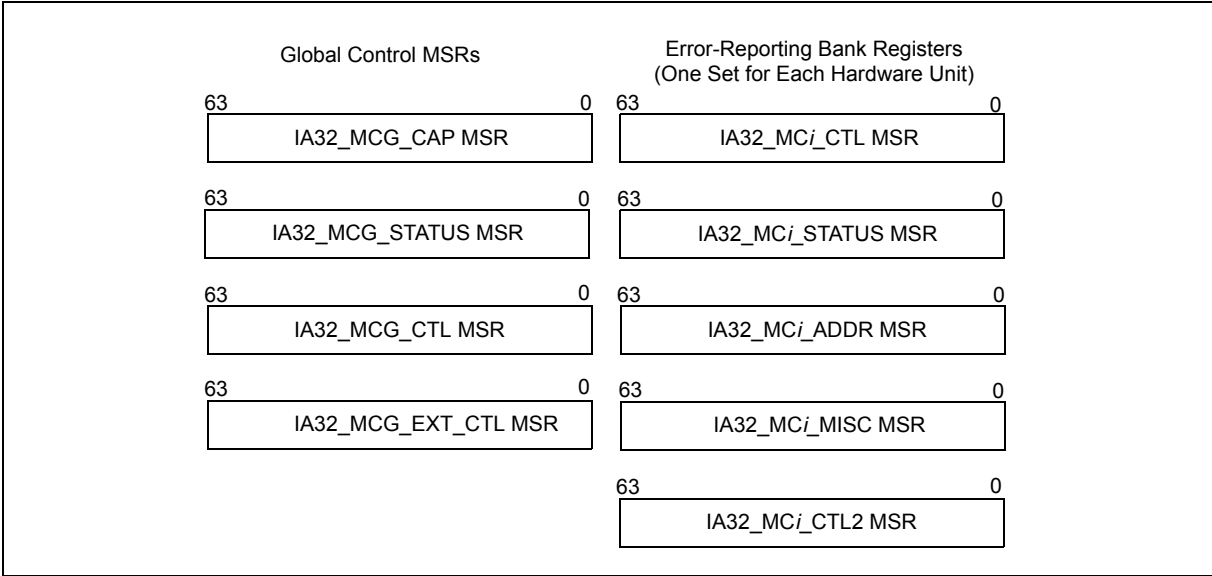 Global Control MSRs
63 0
IA32_MCG_CAP MSR
63 0
IA32_MCG_STATUS MSR
63 0
IA32_MCG_CTL MSR
63 0
IA32_MCG_EXT_CTL MSR
Error-Reporting Bank Registers
(One Set for Each Hardware Unit)
63 0
IA32_MCi_CTL MSR
63 0
IA32_MCi_STATUS MSR
63 0
IA32_MCi_ADDR MSR
63 0
IA32_MCi_MISC MSR
63 0
IA32_MCi_CTL2 MSR